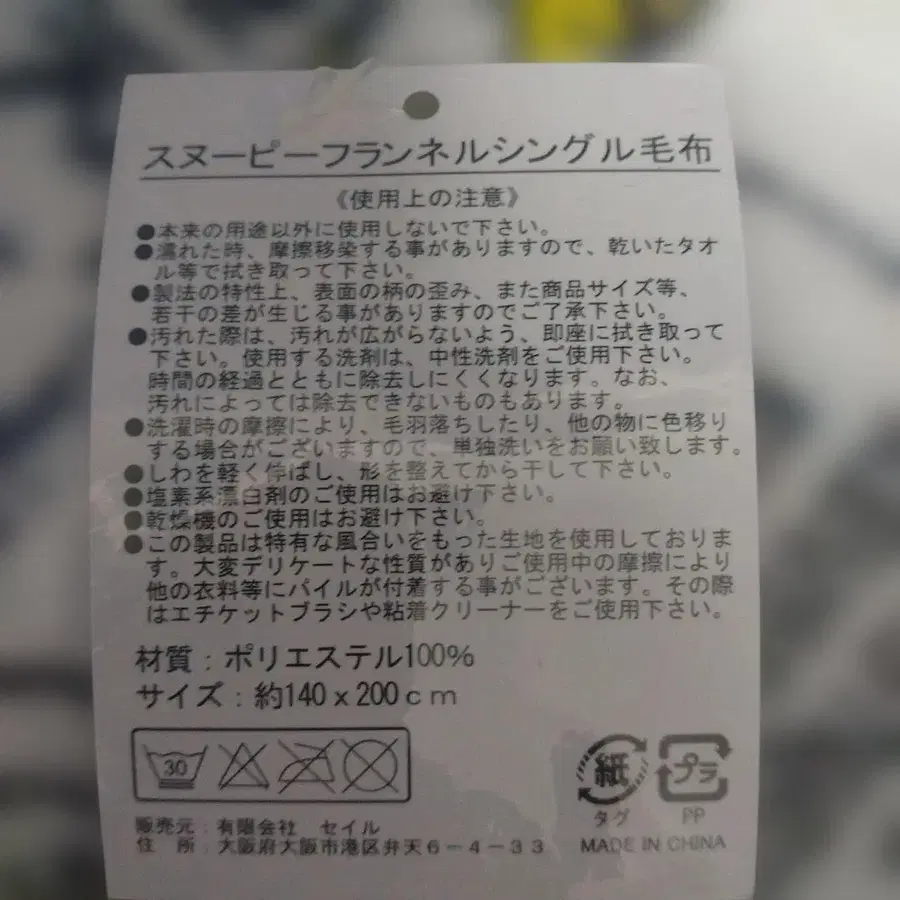 スヌーピーフランネルシングル毛布
《使用上の注意》
●本来の用途以外に使用しないで下さい。
●濡れた時、摩擦移染する事がありますので、乾いたタオ
ル等で拭き取って下さい。
●製法の特性上、表面の柄の歪み、また商品サイズ等、
若干の差が生じる事がありますのでご了承下さい。
●汚れた際は、汚れが広がらないよう、即座に拭き取って
下さい。使用する洗剤は、中性洗剤をご使用下さい。
時間の経過とともに除去しにくくなります。なお、
汚れによっては除去できないものもあります。
●洗濯時の摩擦により、毛羽落ちしたり、他の物に色移り
する場合がございますので、単独洗いをお願い致します。
●しわを軽く伸ばし、形を整えてから干して下さい。
●塩素系漂白剤のご使用はお避け下さい。
●乾燥機のご使用はお避け下さい。
●この製品は特有な風合いをもった生地を使用しておりま
す。大変デリケートな性質がありご使用中の摩擦により
他の衣料等にパイルが付着する事がございます。その際
はエチケットブラシや粘着クリーナーをご使用下さい。
材質：ポリエステル100%
サイズ：約140ｘ200ｃｍ
30
紙 プラ
タグ PP
販売元：有限会社 セイル
住 所：大阪府大阪市港区弁天６－４－３３
MADE IN CHINA